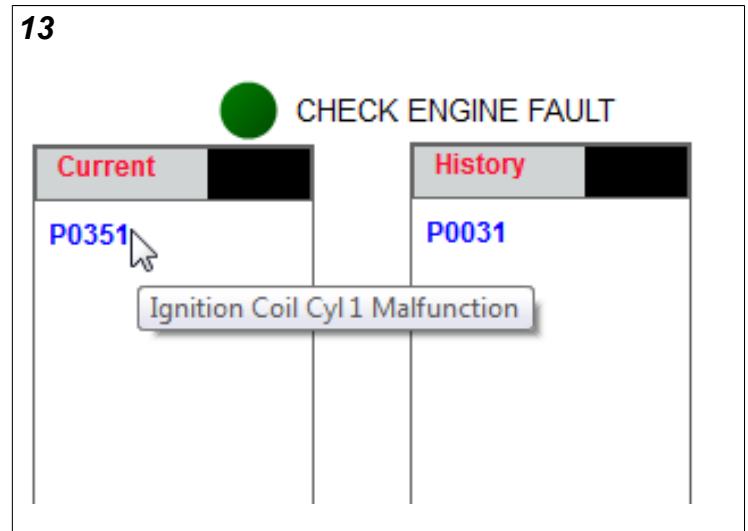 13
CHECK ENGINE FAULT
Current
History
P0351
P0031
Ignition Coil Cyl 1 Malfunction